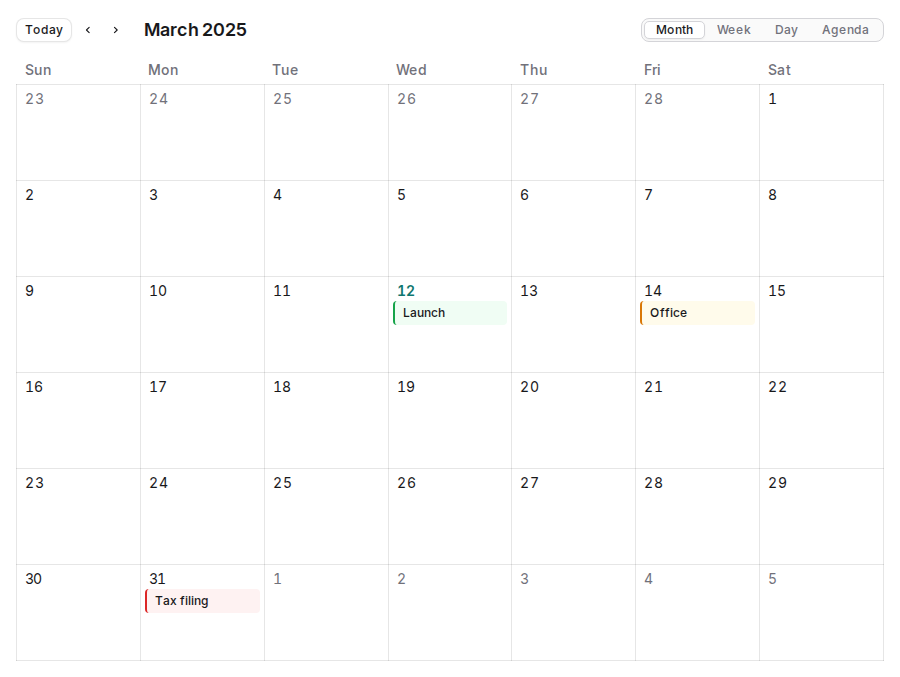 Today ‹ › March 2025 Month Week Day Agenda
Sun Mon Tue Wed Thu Fri Sat
23 24 25 26 27 28 1
2 3 4 5 6 7 8
9 10 11 12 13 14 15
Launch Office
16 17 18 19 20 21 22
23 24 25 26 27 28 29
30 31 1 2 3 4 5
Tax filing